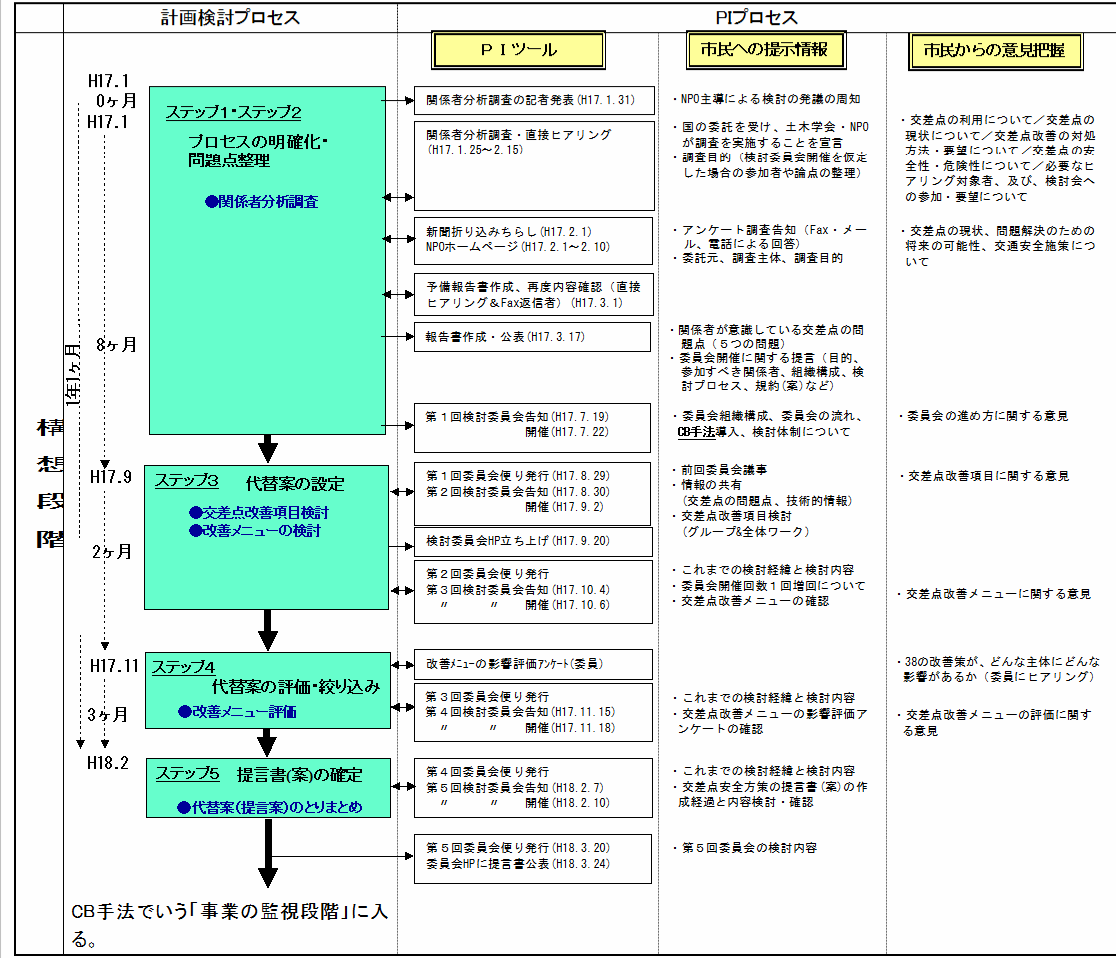 計画検討プロセス
PIプロセス
ＰＩツール
市民への提示情報
市民からの意見把握
構想段階
1年1ヶ月
H17.1
0ヶ月
H17.1
8ヶ月
H17.9
2ヶ月
H17.11
3ヶ月
H18.2
ステップ1・ステップ2
プロセスの明確化・
問題点整理
●関係者分析調査
関係者分析調査の記者発表(H17.1.31)
・NPO主導による検討の発議の周知
関係者分析調査・直接ヒアリング
(H17.1.25～2.15)
・国の委託を受け、土木学会・NPO
が調査を実施することを宣言
・調査目的（検討委員会開催を仮定
した場合の参加者や論点の整理）
・交差点の利用について／交差点の
現状について／交差点改善の対処
方法・要望について／交差点の安
全性・危険性について／必要なヒ
アリング対象者、及び、検討会へ
の参加・要望について
新聞折り込みちらし(H17.2.1)
NPOホームページ(H17.2.1～2.10)
・アンケート調査告知（Fax・メー
ル、電話による回答）
・委託元、調査主体、調査目的
・交差点の現状、問題解決のための
将来の可能性、交通安全施策につ
いて
予備報告書作成、再度内容確認（直接
ヒアリング＆Fax返信者）(H17.3.1)
報告書作成・公表(H17.3.17)
・関係者が意識している交差点の問
題点（５つの問題）
・委員会開催に関する提言（目的、
参加すべき関係者、組織構成、検
討プロセス、規約(案)など）
第１回検討委員会告知(H17.7.19)
開催(H17.7.22)
・委員会組織構成、委員会の流れ、
CB手法導入、検討体制について
・委員会の進め方に関する意見
ステップ3　代替案の設定
●交差点改善項目検討
●改善メニューの検討
第１回委員会便り発行(H17.8.29)
第２回検討委員会告知(H17.8.30)
開催(H17.9.2)
・前回委員会議事
・情報の共有
(交差点の問題点、技術的情報)
・交差点改善項目検討
(グループ&全体ワーク)
・交差点改善項目に関する意見
検討委員会HP立ち上げ(H17.9.20)
第２回委員会便り発行
第３回検討委員会告知(H17.10.4)
〃　〃　開催(H17.10.6)
・これまでの検討経緯と検討内容
・委員会開催回数１回増回について
・交差点改善メニューの確認
・交差点改善メニューに関する意見
ステップ4
代替案の評価・絞り込み
●改善メニュー評価
改善ﾒﾆｭｰの影響評価ｱﾝｹｰﾄ(委員)
・38の改善策が、どんな主体にどんな
影響があるか（委員にヒアリング）
第３回委員会便り発行
第４回検討委員会告知(H17.11.15)
〃　〃　開催(H17.11.18)
・これまでの検討経緯と検討内容
・交差点改善メニューの影響評価ア
ンケートの確認
・交差点改善メニューの評価に関す
る意見
ステップ5　提言書(案)の確定
●代替案(提言案)のとりまとめ
第４回委員会便り発行
第５回検討委員会告知(H18.2.7)
〃　〃　開催(H18.2.10)
・これまでの検討経緯と検討内容
・交差点安全方策の提言書(案)の作
成経過と内容検討・確認
第５回委員会便り発行(H18.3.20)
委員会HPに提言書公表(H18.3.24)
・第５回委員会の検討内容
CB手法でいう「事業の監視段階」に入
る。